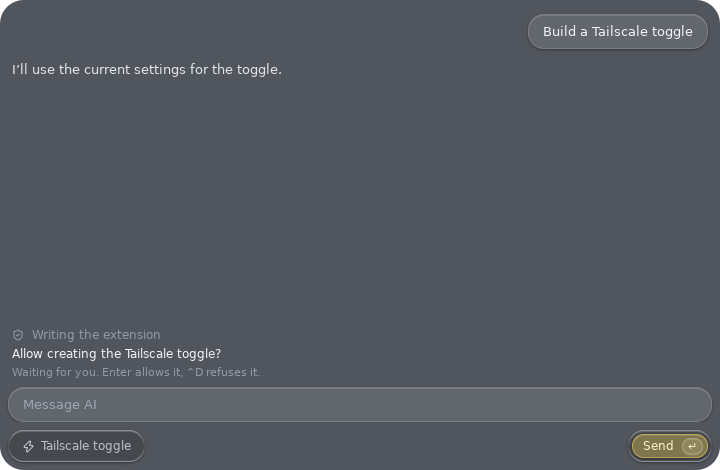 Build a Tailscale toggle
I’ll use the current settings for the toggle.
Writing the extension
Allow creating the Tailscale toggle?
Waiting for you. Enter allows it, ^D refuses it.
Message AI
Tailscale toggle
Send ↵